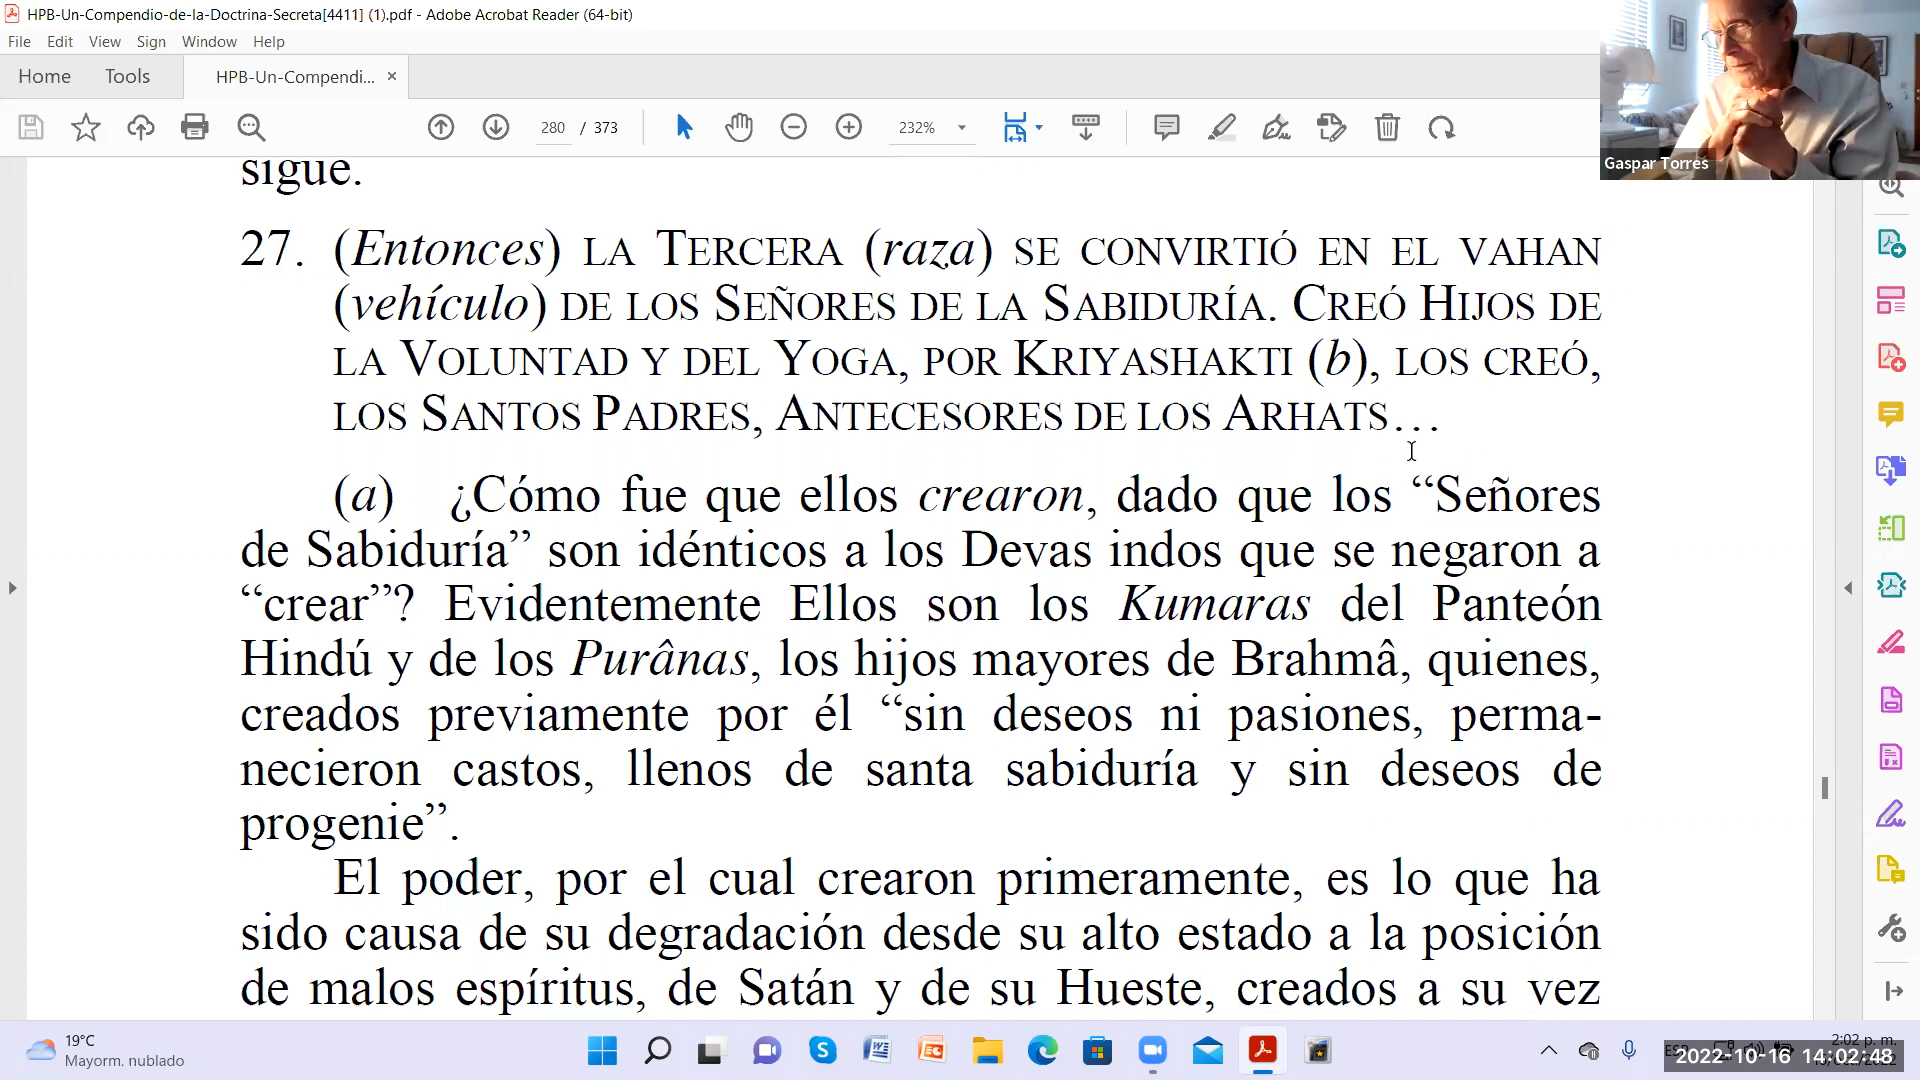 HPB-Un-Compendio-de-la-Doctrina-Secreta[4411] (1).pdf - Adobe Acrobat Reader (64-bit)
File Edit View Sign Window Help
Home Tools HPB-Un-Compendi... ×
280 / 373 232%
Gaspar Torres
sigue.
27. (Entonces) LA TERCERA (raza) SE CONVIRTIÓ EN EL VAHAN
(vehículo) DE LOS SEÑORES DE LA SABIDURÍA. CREÓ HIJOS DE
LA VOLUNTAD Y DEL YOGA, POR KRIYASHAKTI (b), LOS CREÓ,
LOS SANTOS PADRES, ANTECESORES DE LOS ARHATS…
(a) ¿Cómo fue que ellos crearon, dado que los “Señores
de Sabiduría” son idénticos a los Devas indos que se negaron a
“crear”? Evidentemente Ellos son los Kumaras del Panteón
Hindú y de los Purânas, los hijos mayores de Brahmâ, quienes,
creados previamente por él “sin deseos ni pasiones, perma-
necieron castos, llenos de santa sabiduría y sin deseos de
progenie”.
El poder, por el cual crearon primeramente, es lo que ha
sido causa de su degradación desde su alto estado a la posición
de malos espíritus, de Satán y de su Hueste, creados a su vez
19°C
Mayorm. nublado
2:02 p. m.
2022-10-16 14:02:48